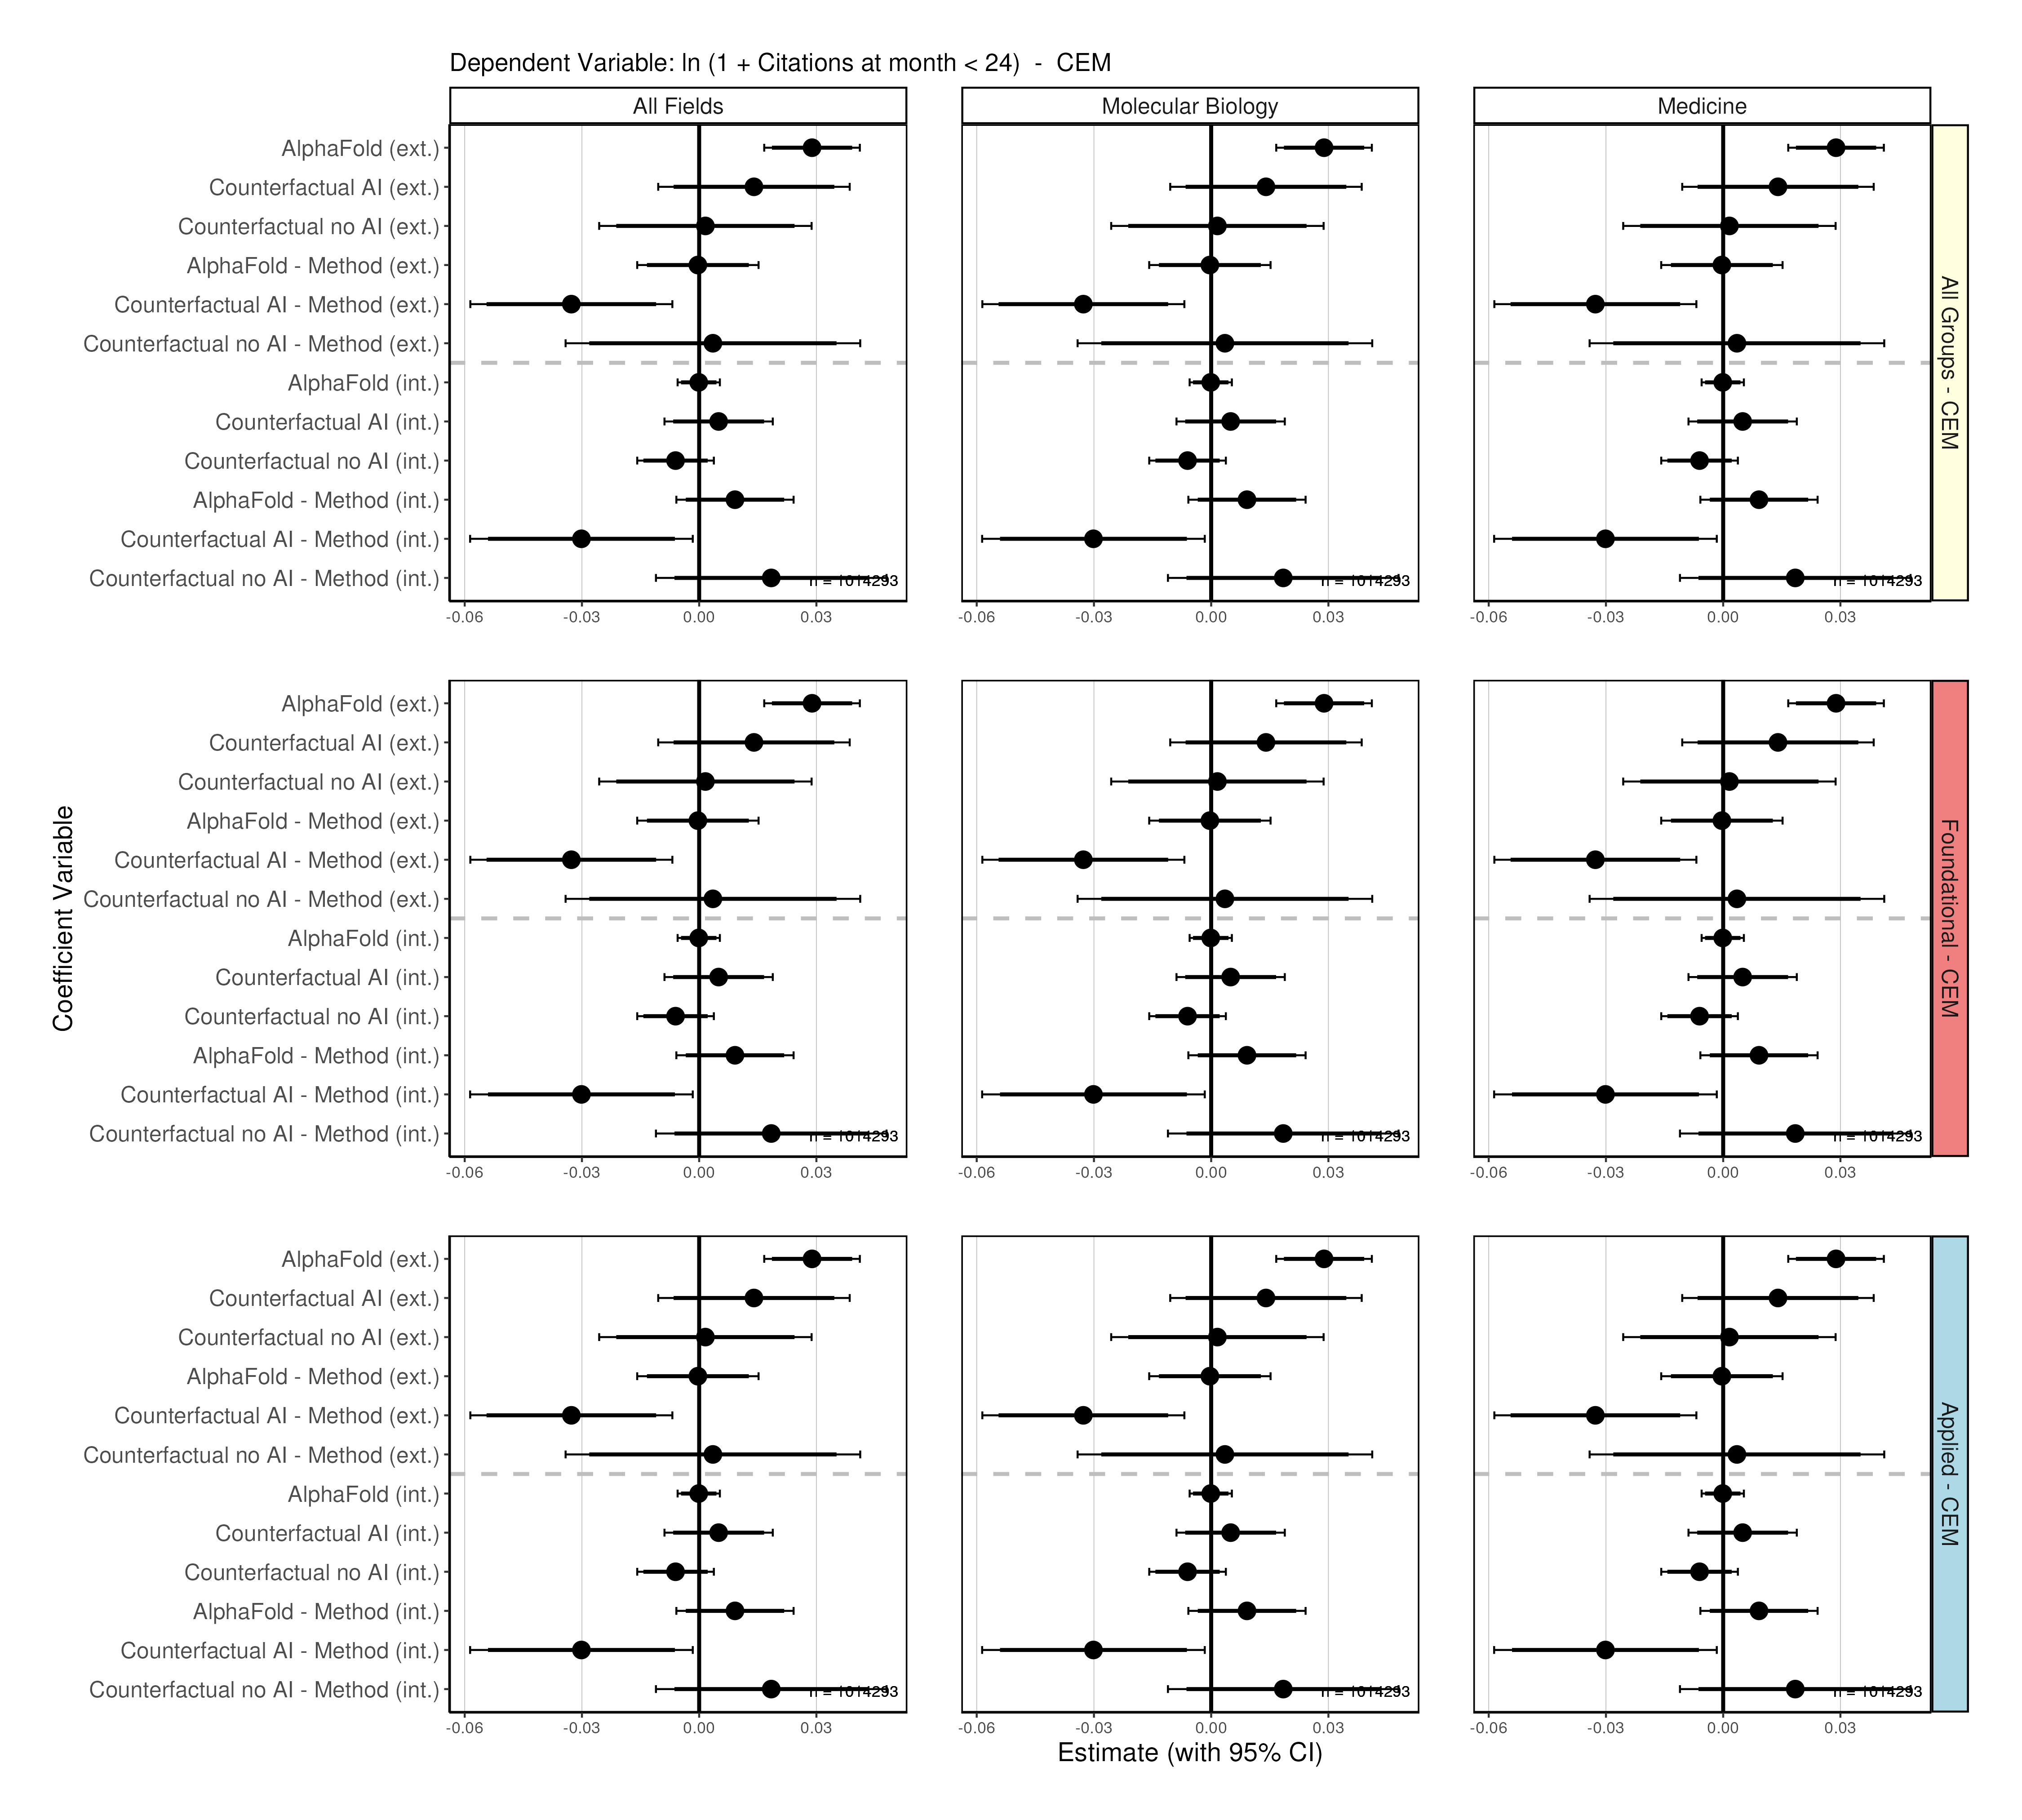 Dependent Variable: ln (1 + Citations at month < 24)  -  CEM
All Fields
Molecular Biology
Medicine
AlphaFold (ext.)
Counterfactual AI (ext.)
Counterfactual no AI (ext.)
AlphaFold - Method (ext.)
Counterfactual AI - Method (ext.)
Counterfactual no AI - Method (ext.)
AlphaFold (int.)
Counterfactual AI (int.)
Counterfactual no AI (int.)
AlphaFold - Method (int.)
Counterfactual AI - Method (int.)
Counterfactual no AI - Method (int.)
n = 1014293
n = 1014293
n = 1014293
-0.06 -0.03 0.00 0.03
-0.06 -0.03 0.00 0.03
-0.06 -0.03 0.00 0.03
All Groups - CEM
Coefficient Variable
AlphaFold (ext.)
Counterfactual AI (ext.)
Counterfactual no AI (ext.)
AlphaFold - Method (ext.)
Counterfactual AI - Method (ext.)
Counterfactual no AI - Method (ext.)
AlphaFold (int.)
Counterfactual AI (int.)
Counterfactual no AI (int.)
AlphaFold - Method (int.)
Counterfactual AI - Method (int.)
Counterfactual no AI - Method (int.)
n = 1014293
n = 1014293
n = 1014293
-0.06 -0.03 0.00 0.03
-0.06 -0.03 0.00 0.03
-0.06 -0.03 0.00 0.03
Foundational - CEM
AlphaFold (ext.)
Counterfactual AI (ext.)
Counterfactual no AI (ext.)
AlphaFold - Method (ext.)
Counterfactual AI - Method (ext.)
Counterfactual no AI - Method (ext.)
AlphaFold (int.)
Counterfactual AI (int.)
Counterfactual no AI (int.)
AlphaFold - Method (int.)
Counterfactual AI - Method (int.)
Counterfactual no AI - Method (int.)
n = 1014293
n = 1014293
n = 1014293
-0.06 -0.03 0.00 0.03
-0.06 -0.03 0.00 0.03
-0.06 -0.03 0.00 0.03
Applied - CEM
Estimate (with 95% CI)